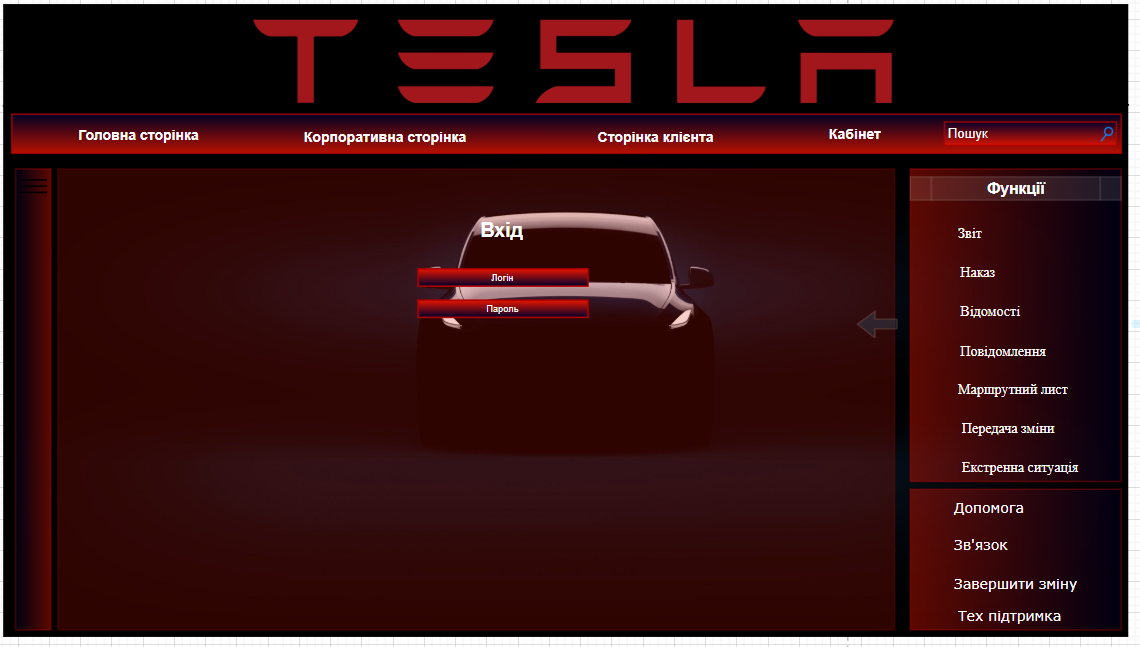 TESLA
Головна сторінка
Корпоративна сторінка
Сторінка клієнта
Кабінет
Пошук
Вхід
Логін
Пароль
Функції
Звіт
Наказ
Відомості
Повідомлення
Маршрутний лист
Передача зміни
Екстренна ситуація
Допомога
Зв'язок
Завершити зміну
Тех підтримка